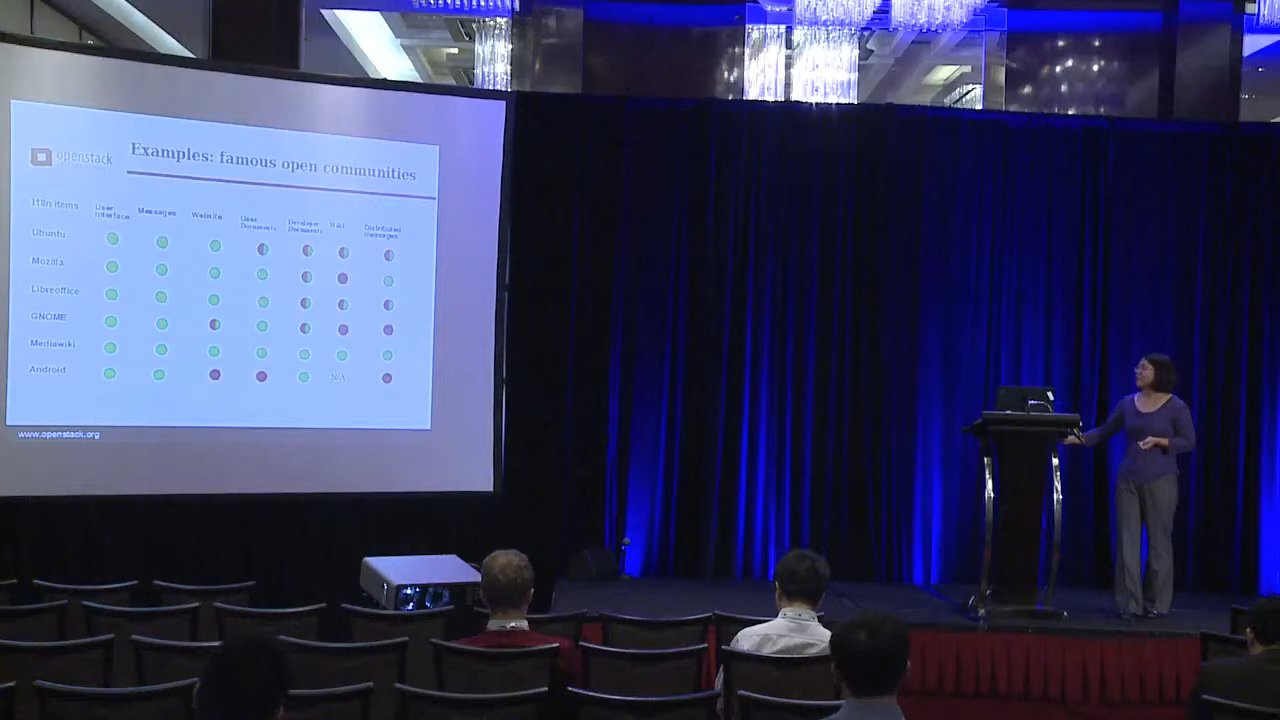 openstack
Examples: famous open communities
I18n items
User Interface
Messages
Website
User Documents
Developer Documents
Distributed messages
Ubuntu
Mozilla
Libreoffice
GNOME
Mediawiki
Android
N/A
www.openstack.org